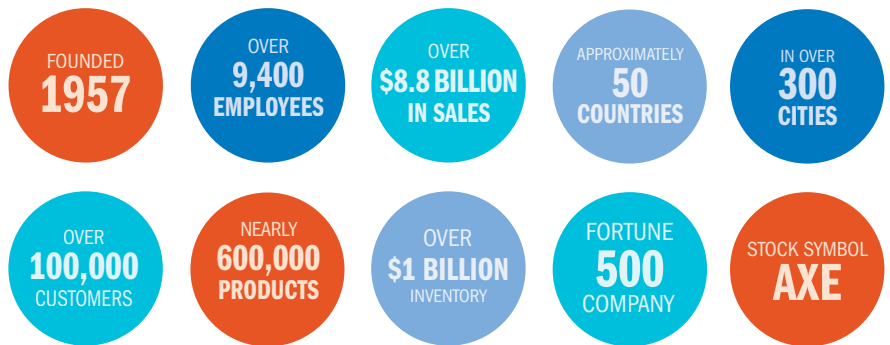 FOUNDED
1957
OVER
9,400
EMPLOYEES
OVER
$8.8 BILLION
IN SALES
APPROXIMATELY
50
COUNTRIES
IN OVER
300
CITIES
OVER
100,000
CUSTOMERS
NEARLY
600,000
PRODUCTS
OVER
$1 BILLION
INVENTORY
FORTUNE
500
COMPANY
STOCK SYMBOL
AXE